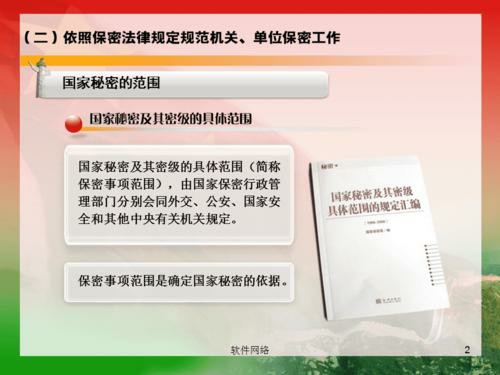 （二）依照保密法律规定规范机关、单位保密工作
国家秘密的范围
国家秘密及其密级的具体范围
国家秘密及其密级的具体范围（简称
保密事项范围），由国家保密行政管
理部门分别会同外交、公安、国家安
全和其他中央有关机关规定。
保密事项范围是确定国家秘密的依据。
秘密
国家秘密及其密级
具体范围的规定汇编
软件网络
2